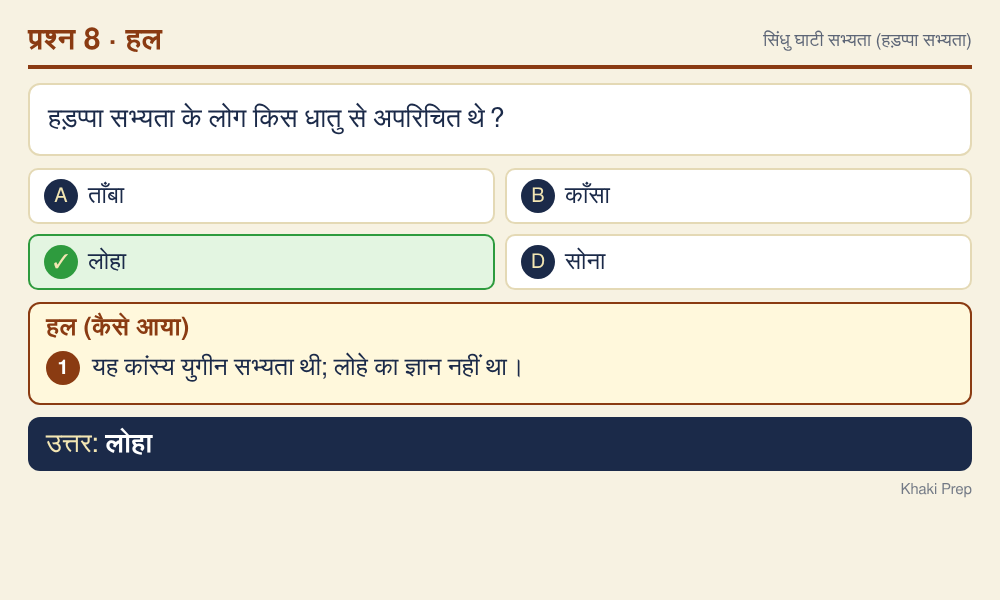 प्रश्न 8 · हल
सिंधु घाटी सभ्यता (हड़प्पा सभ्यता)
हड़प्पा सभ्यता के लोग किस धातु से अपरिचित थे ?
A ताँबा
B काँसा
✓ लोहा
D सोना
हल (कैसे आया)
1 यह कांस्य युगीन सभ्यता थी; लोहे का ज्ञान नहीं था।
उत्तर: लोहा
Khaki Prep